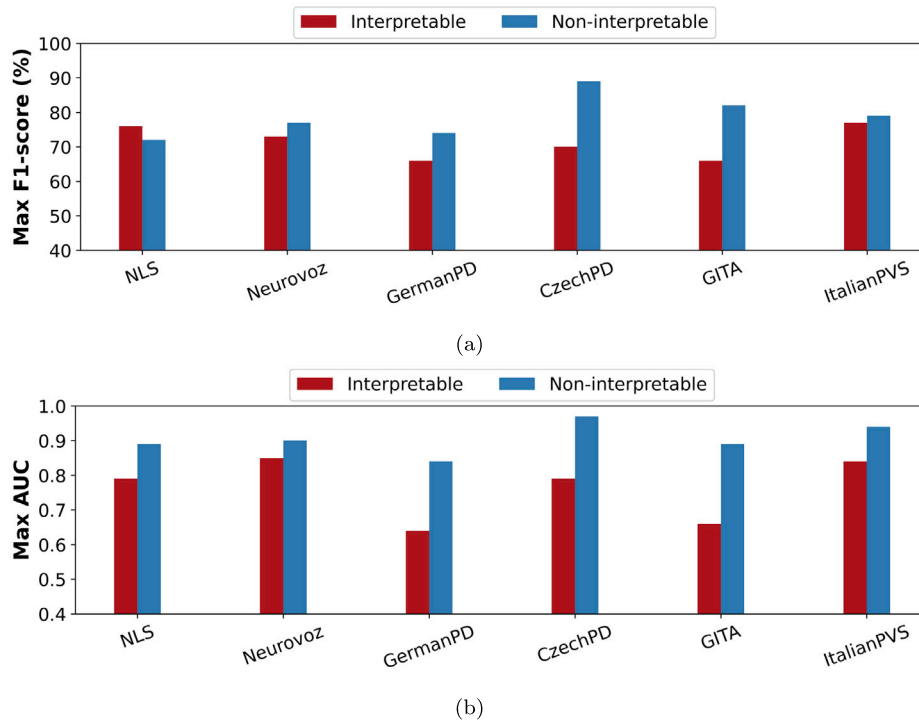 Interpretable Non-interpretable
Max F1-score (%)
100
90
80
70
60
50
40
NLS Neurovoz GermanPD CzechPD GITA ItalianPVS
(a)
Interpretable Non-interpretable
Max AUC
1.0
0.9
0.8
0.7
0.6
0.5
0.4
NLS Neurovoz GermanPD CzechPD GITA ItalianPVS
(b)